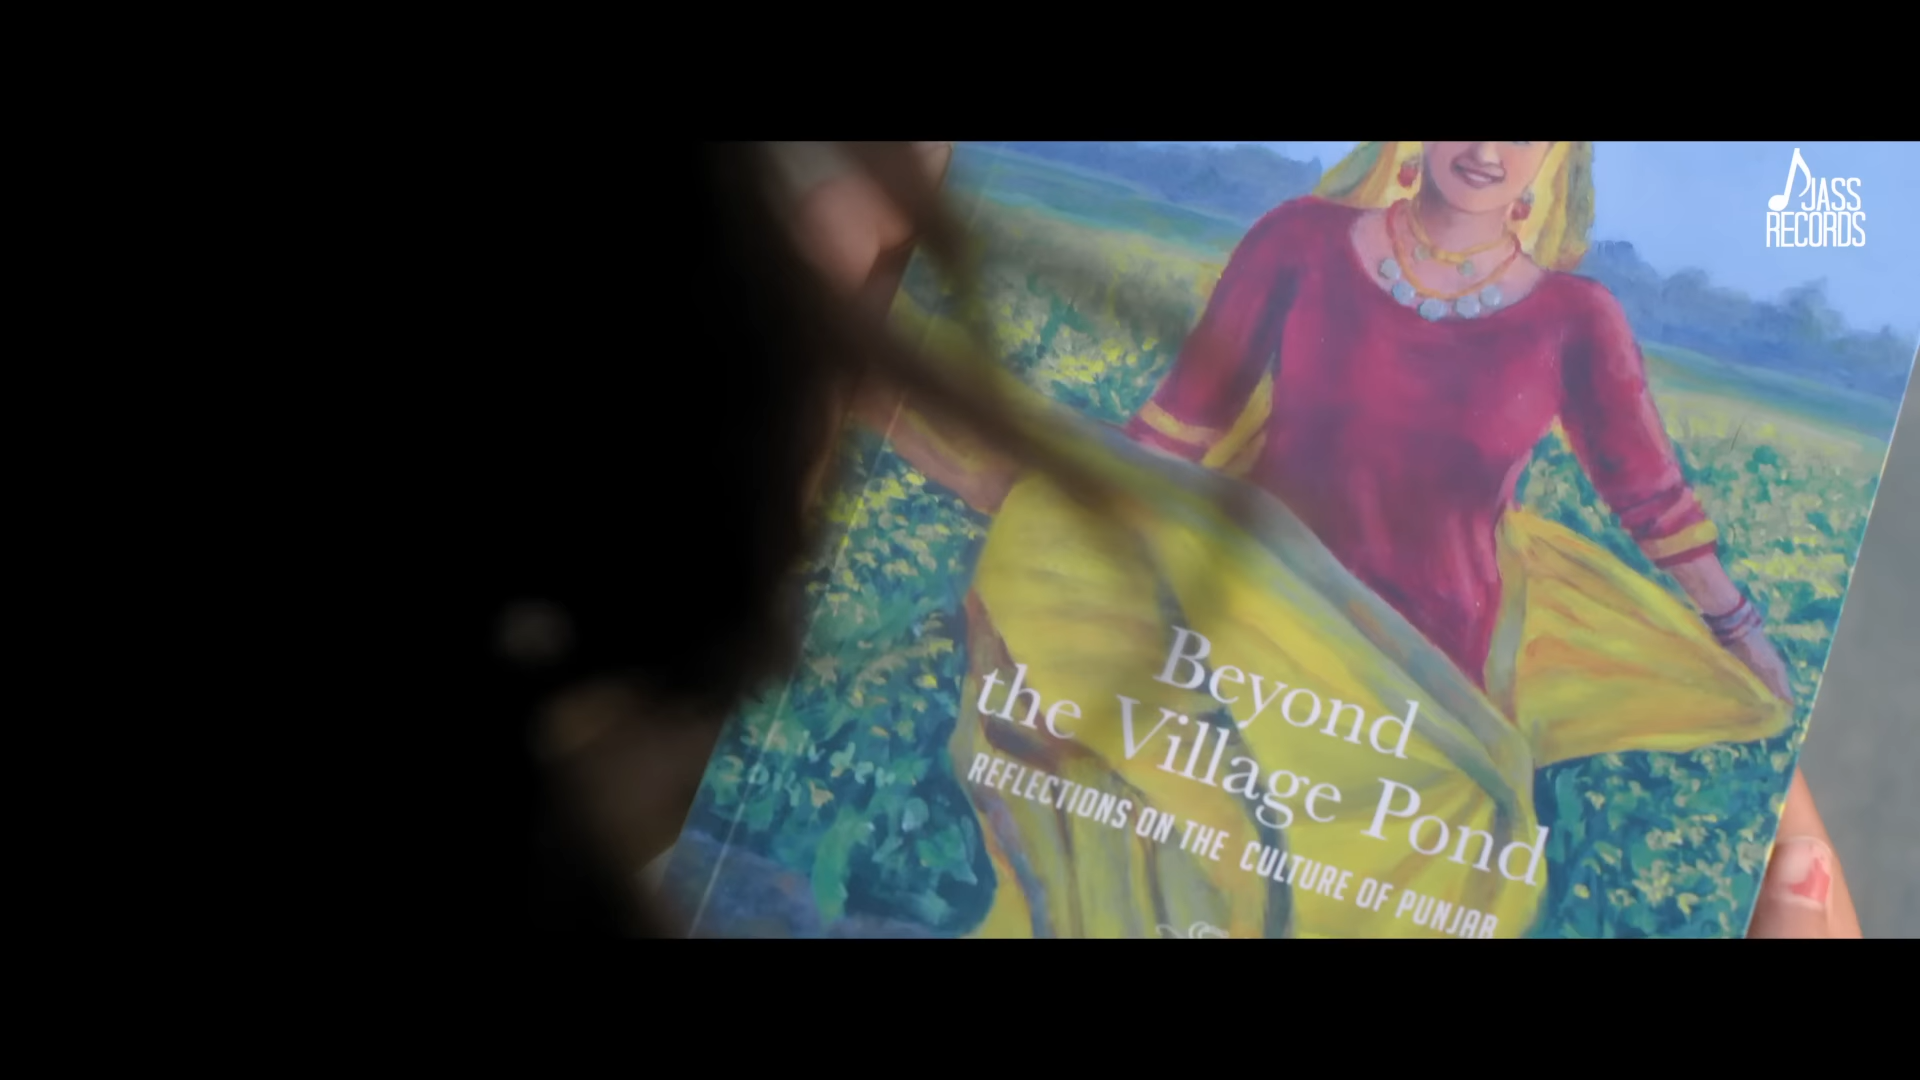 JASS
RECORDS
Beyond
the Village Pond
REFLECTIONS ON THE CULTURE OF PUNJAB